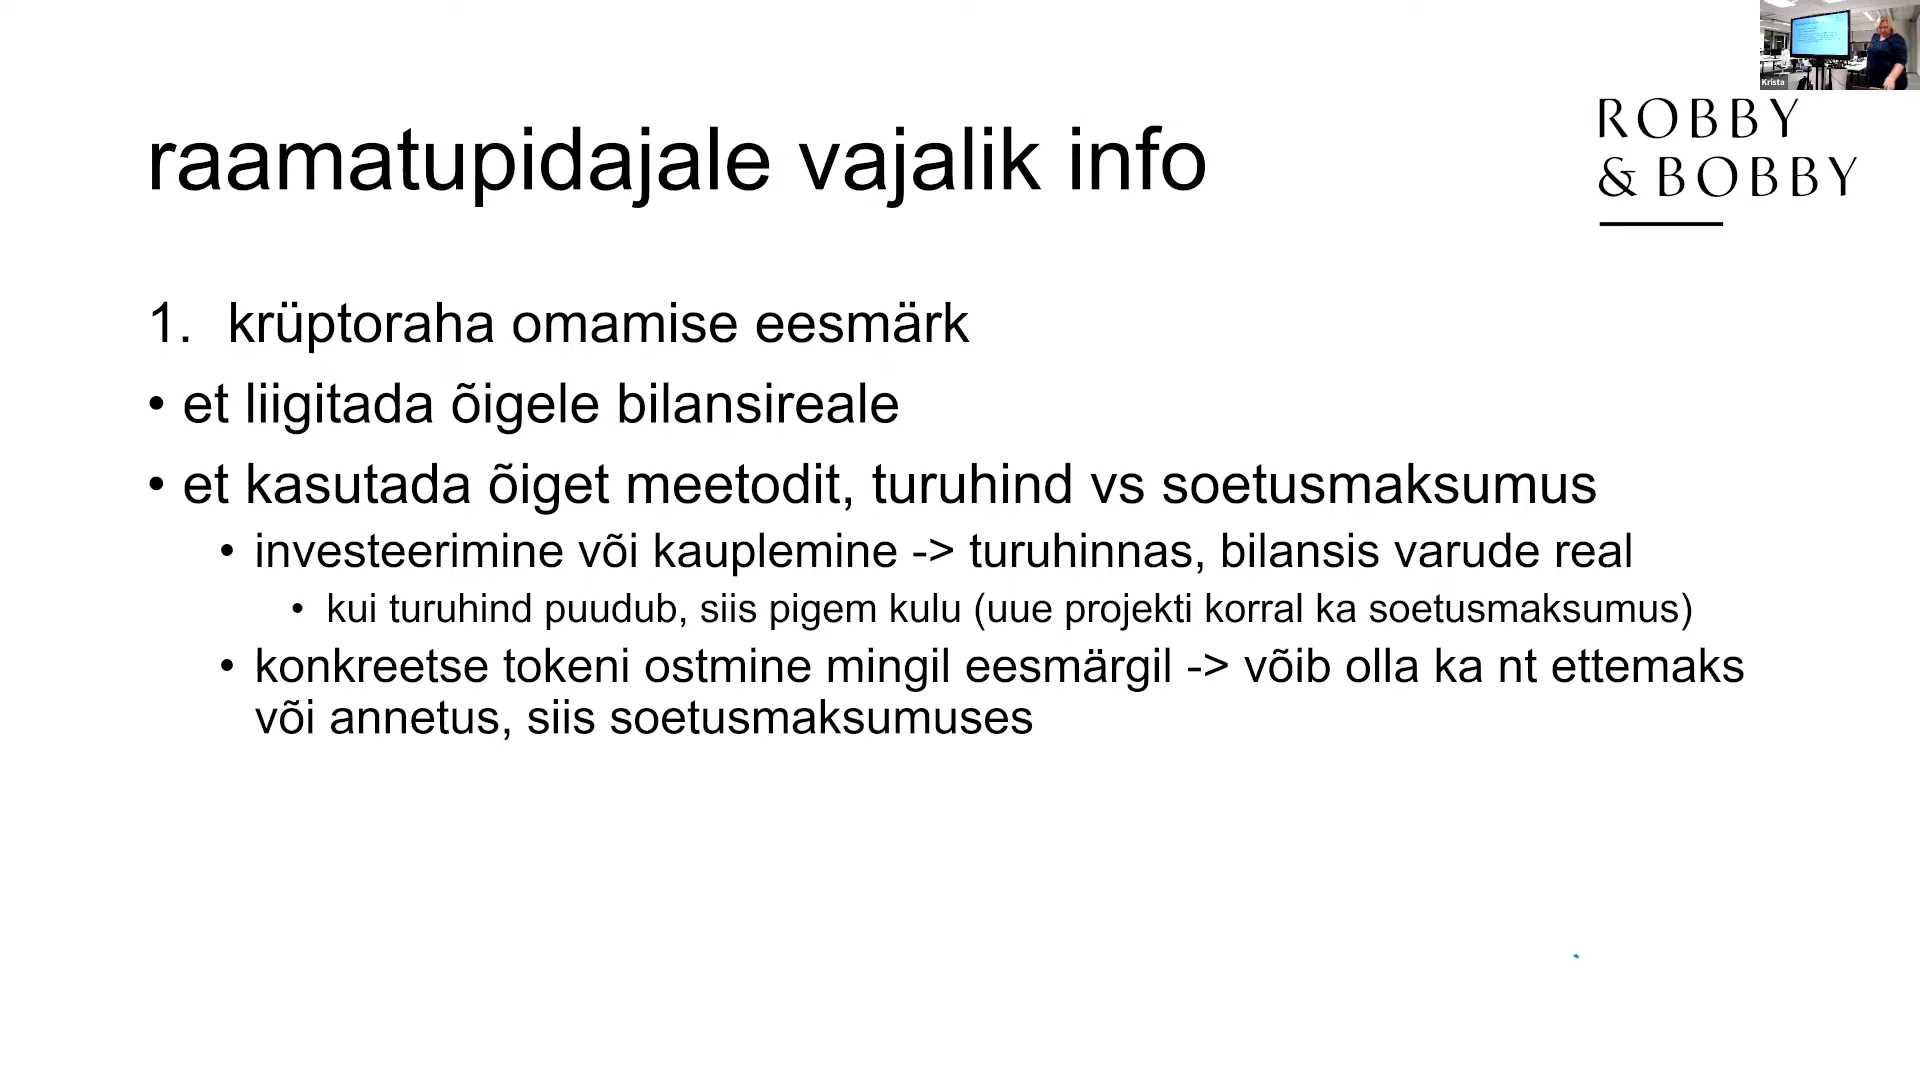 Krista
ROBBY
& BOBBY
raamatupidajale vajalik info
1. krüptoraha omamise eesmärk
• et liigitada õigele bilansireale
• et kasutada õiget meetodit, turuhind vs soetusmaksumus
• investeerimine või kauplemine -> turuhinnas, bilansis varude real
• kui turuhind puudub, siis pigem kulu (uue projekti korral ka soetusmaksumus)
• konkreetse tokeni ostmine mingil eesmärgil -> võib olla ka nt ettemaks
või annetus, siis soetusmaksumuses